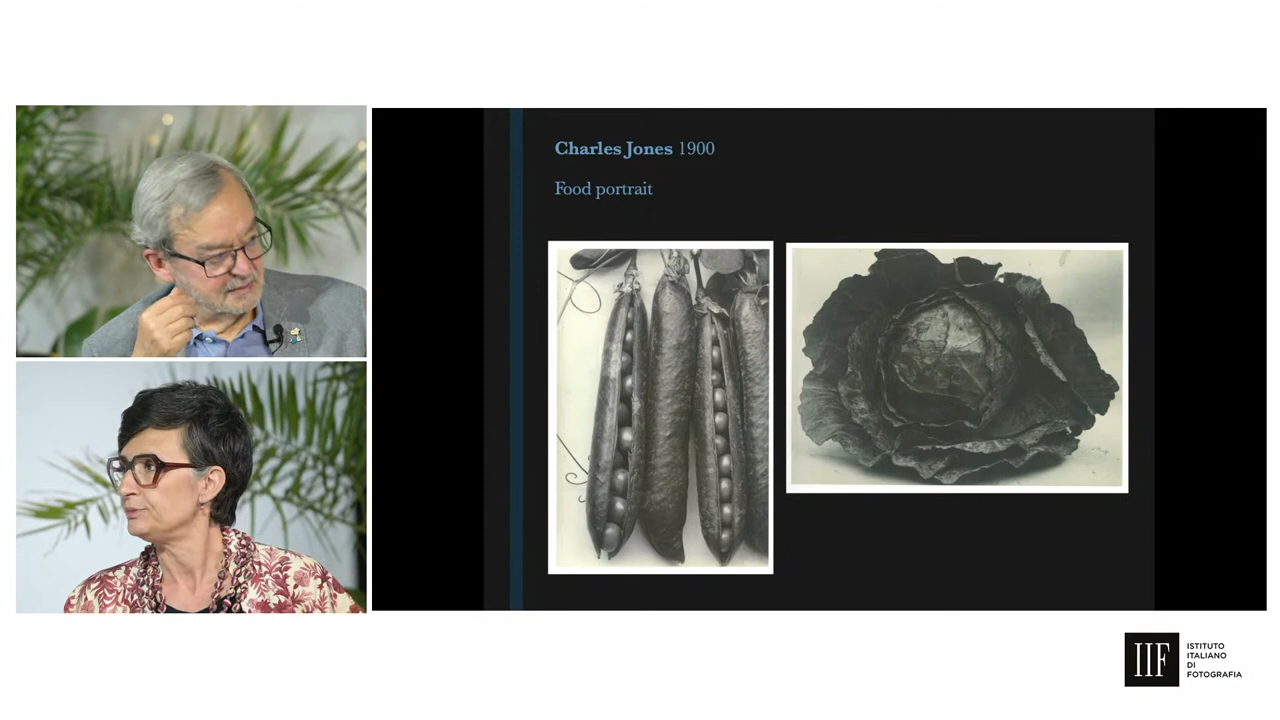 Charles Jones 1900
Food portrait
IIF
ISTITUTO
ITALIANO
DI
FOTOGRAFIA